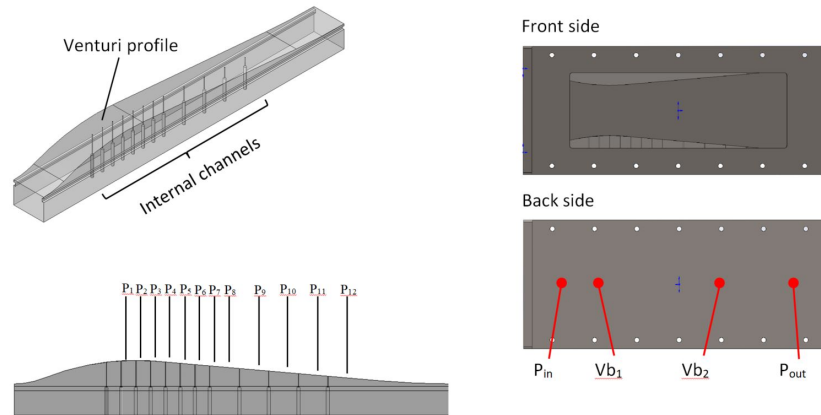 Venturi profile
Internal channels
P1 P2 P3 P4 P5 P6 P7 P8 P9 P10 P11 P12
Front side
Back side
Pin Vb1 Vb2 Pout